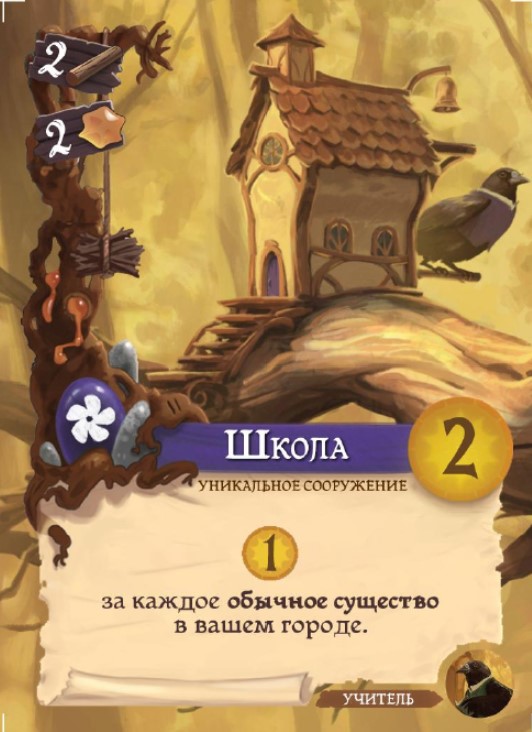 2
2
Школа
2
УНИКАЛЬНОЕ СООРУЖЕНИЕ
1
за каждое обычное существо
в вашем городе.
УЧИТЕЛЬ